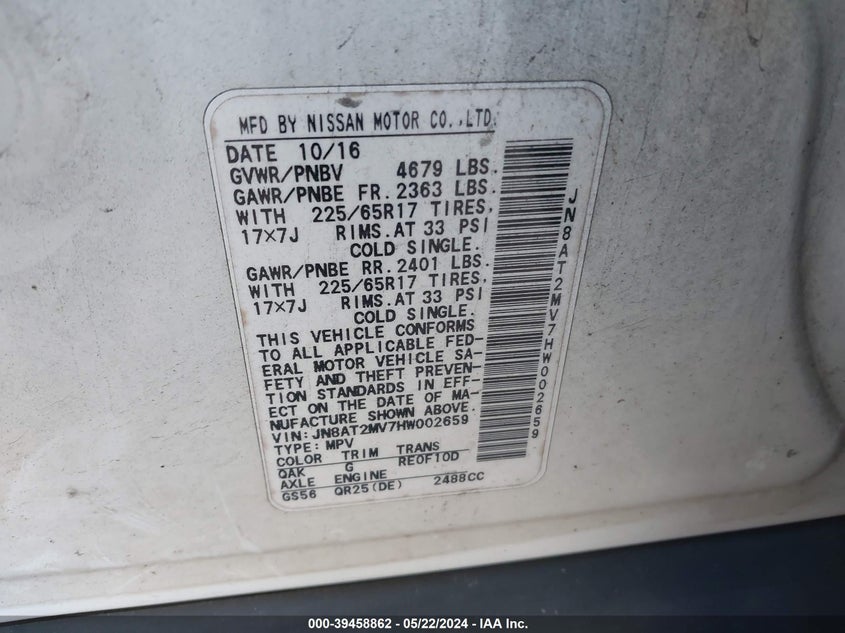 MFD BY NISSAN MOTOR CO.,LTD.
DATE 10/16
GVWR/PNBV 4679 LBS.
GAWR/PNBE FR. 2363 LBS.
WITH 225/65R17 TIRES,
17×7J RIMS.AT 33 PSI
COLD SINGLE.
GAWR/PNBE RR. 2401 LBS.
WITH 225/65R17 TIRES,
17×7J RIMS.AT 33 PSI
COLD SINGLE.
THIS VEHICLE CONFORMS
TO ALL APPLICABLE FED-
ERAL MOTOR VEHICLE SA-
FETY AND THEFT PREVEN-
TION STANDARDS IN EFF-
ECT ON THE DATE OF MA-
NUFACTURE SHOWN ABOVE.
VIN: JN8AT2MV7HW002659
TYPE: MPV
COLOR TRIM TRANS
QAK G RE0F10D
AXLE ENGINE
GS56 QR25(DE) 2488CC
JN8AT2MV7HW002659
000-39458862 - 05/22/2024 - IAA Inc.